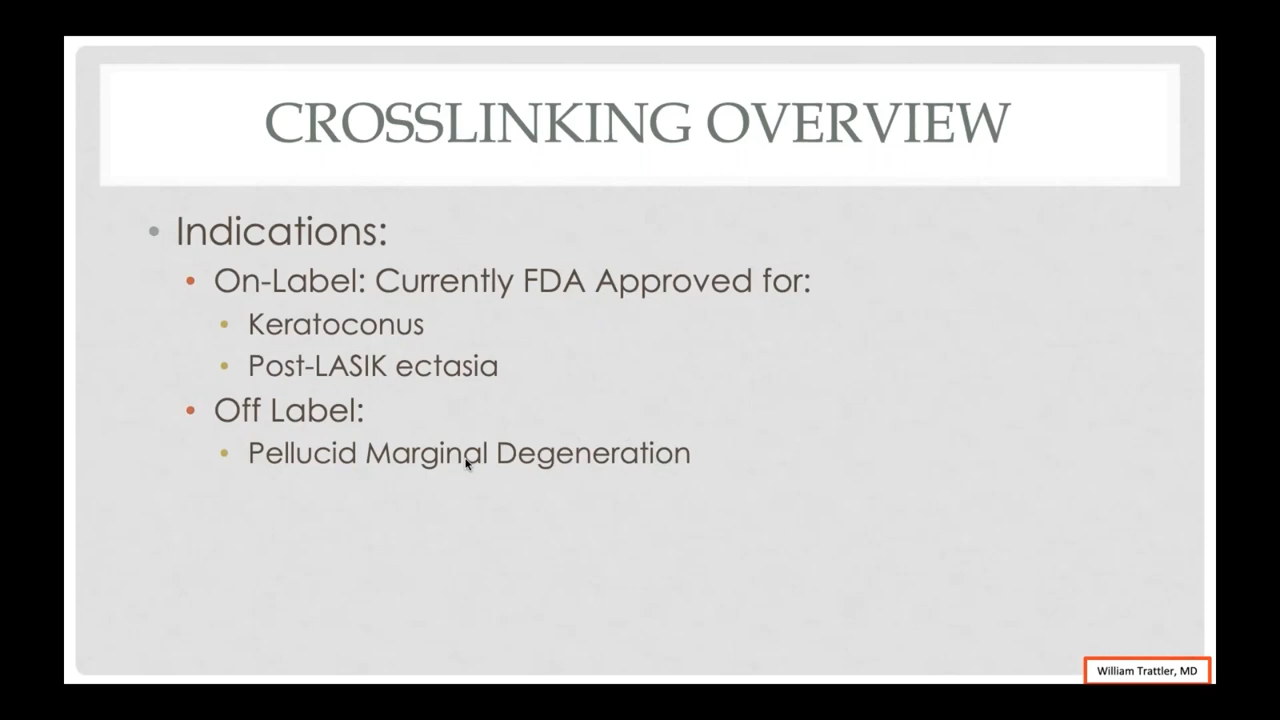 CROSSLINKING OVERVIEW
• Indications:
• On-Label: Currently FDA Approved for:
• Keratoconus
• Post-LASIK ectasia
• Off Label:
• Pellucid Marginal Degeneration
William Trattler, MD